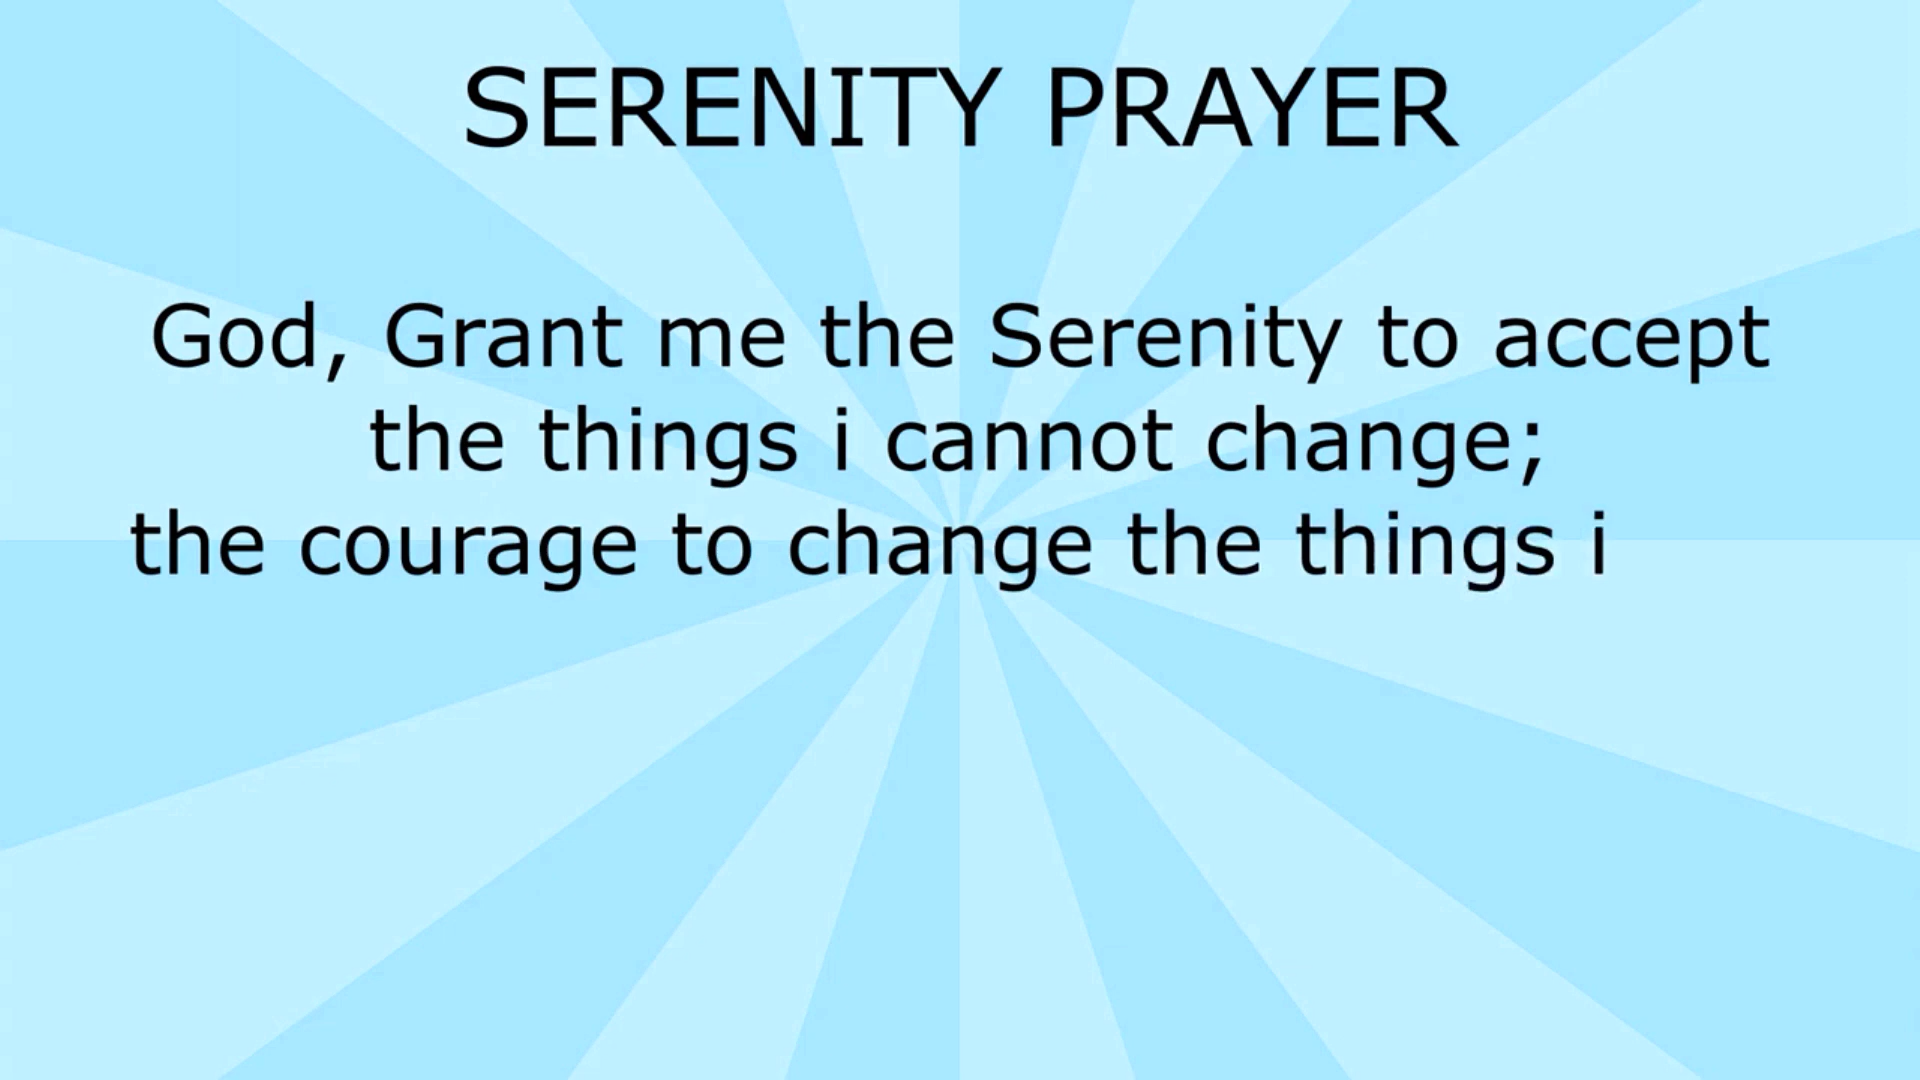 SERENITY PRAYER
God, Grant me the Serenity to accept
the things i cannot change;
the courage to change the things i